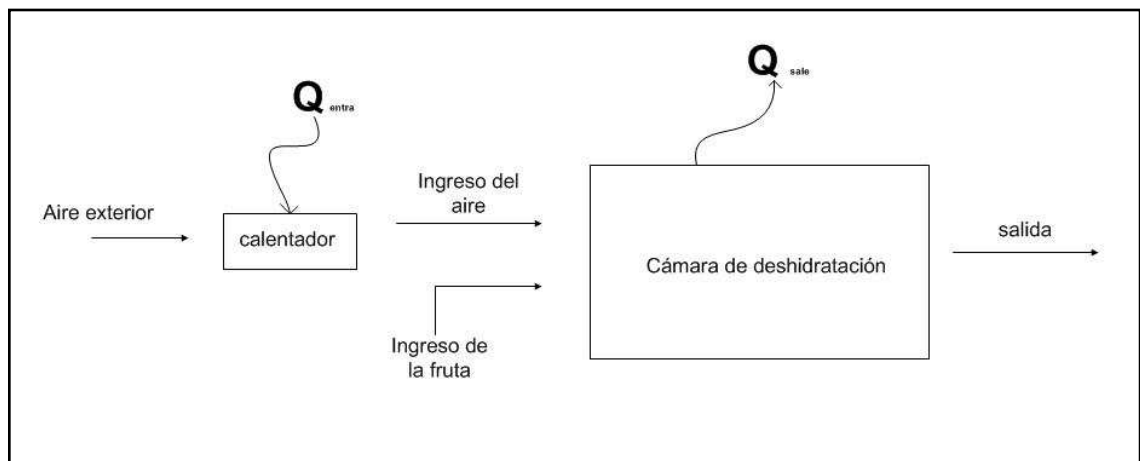 Q entra
Q sale
Aire exterior
calentador
Ingreso del
aire
Ingreso de
la fruta
Cámara de deshidratación
salida